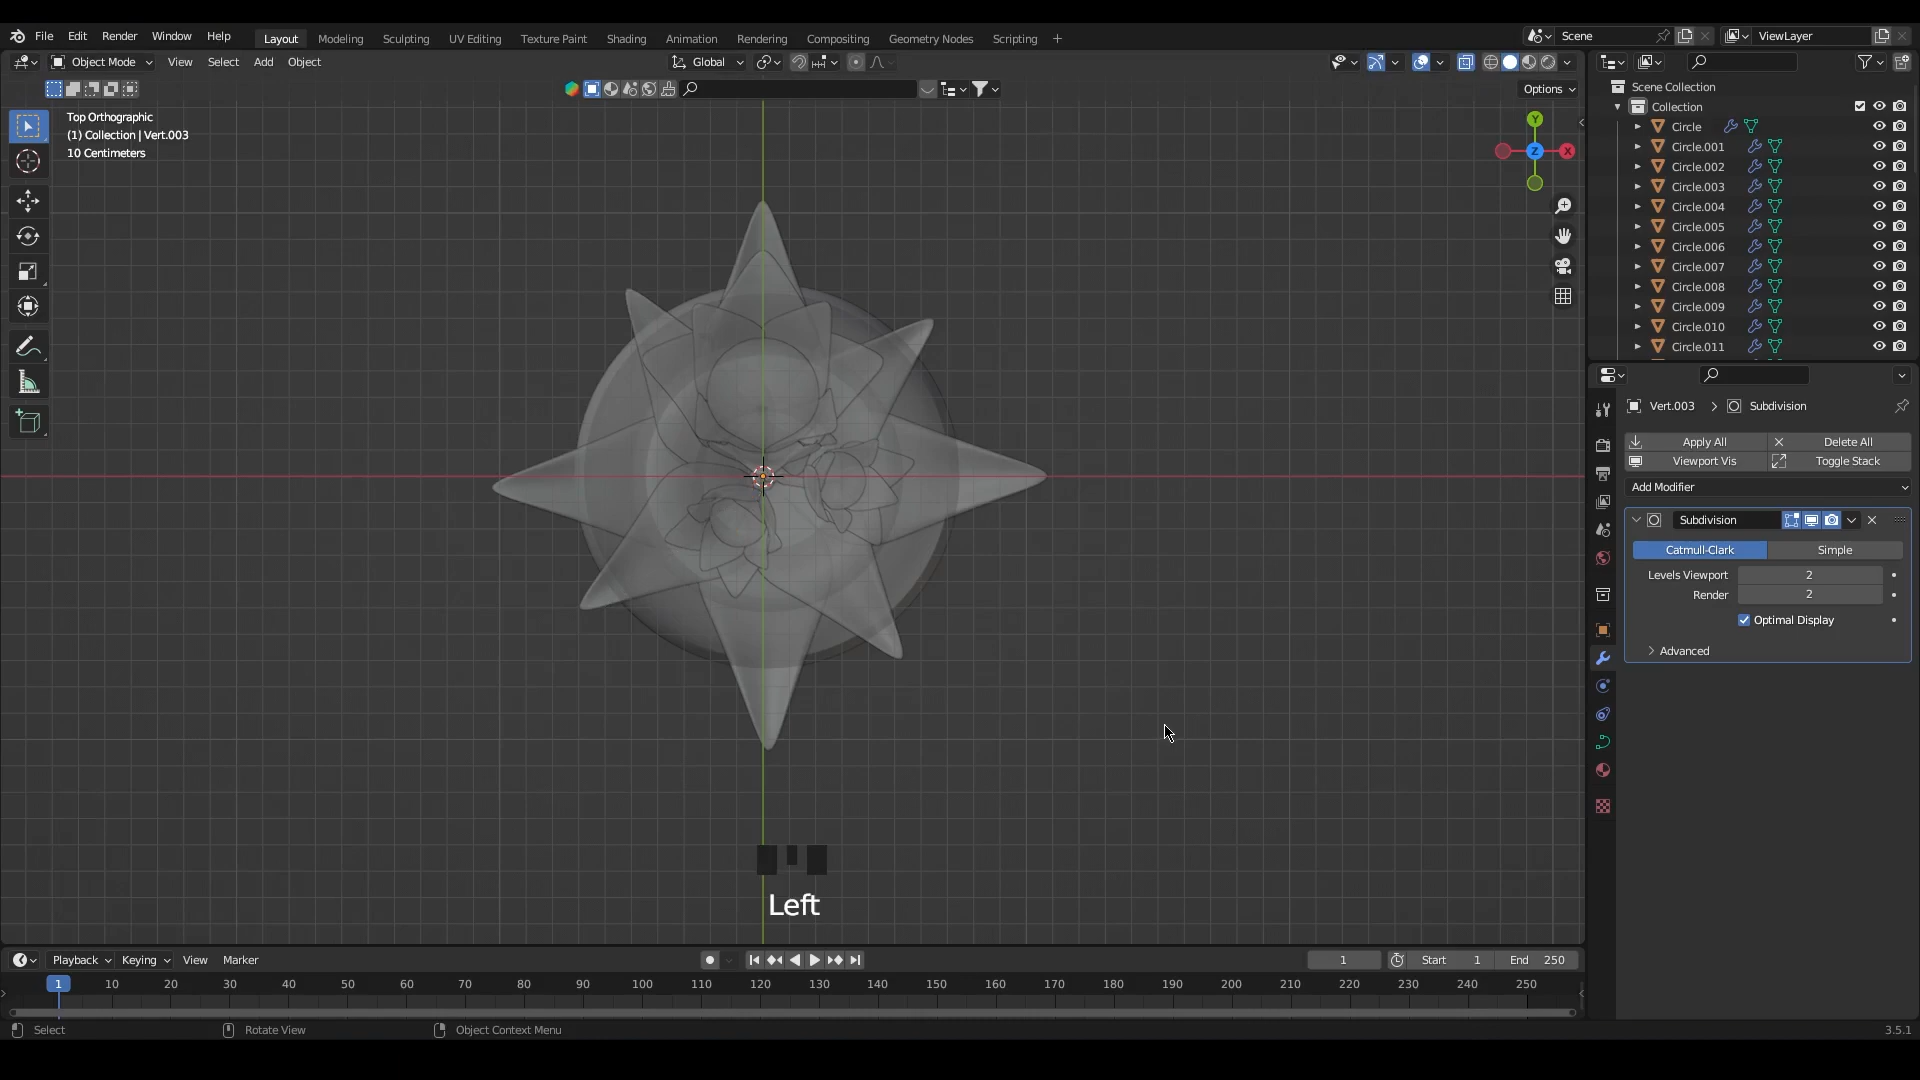 File Edit Render Window Help Layout Modeling Sculpting UV Editing Texture Paint Shading Animation Rendering Compositing Geometry Nodes Scripting + Scene ViewLayer
Object Mode View Select Add Object Global
Options
Top Orthographic
(1) Collection | Vert.003
10 Centimeters
Y
Z X
Scene Collection
Collection
Circle
Circle.001
Circle.002
Circle.003
Circle.004
Circle.005
Circle.006
Circle.007
Circle.008
Circle.009
Circle.010
Circle.011
Vert.003 > Subdivision
Apply All Delete All
Viewport Vis Toggle Stack
Add Modifier
Subdivision
Catmull-Clark Simple
Levels Viewport 2
Render 2
Optimal Display
Advanced
Left
Playback Keying View Marker 1 Start 1 End 250
1 10 20 30 40 50 60 70 80 90 100 110 120 130 140 150 160 170 180 190 200 210 220 230 240 250
Select Rotate View Object Context Menu 3.5.1